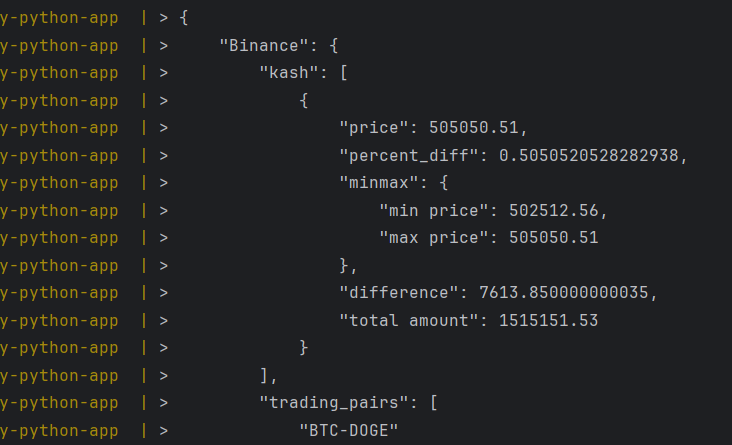 y-python-app | > {
y-python-app | >     "Binance": {
y-python-app | >         "kash": [
y-python-app | >             {
y-python-app | >                 "price": 505050.51,
y-python-app | >                 "percent_diff": 0.5050520528282938,
y-python-app | >                 "minmax": {
y-python-app | >                     "min price": 502512.56,
y-python-app | >                     "max price": 505050.51
y-python-app | >                 },
y-python-app | >                 "difference": 7613.850000000035,
y-python-app | >                 "total amount": 1515151.53
y-python-app | >             }
y-python-app | >         ],
y-python-app | >         "trading_pairs": [
y-python-app | >             "BTC-DOGE"